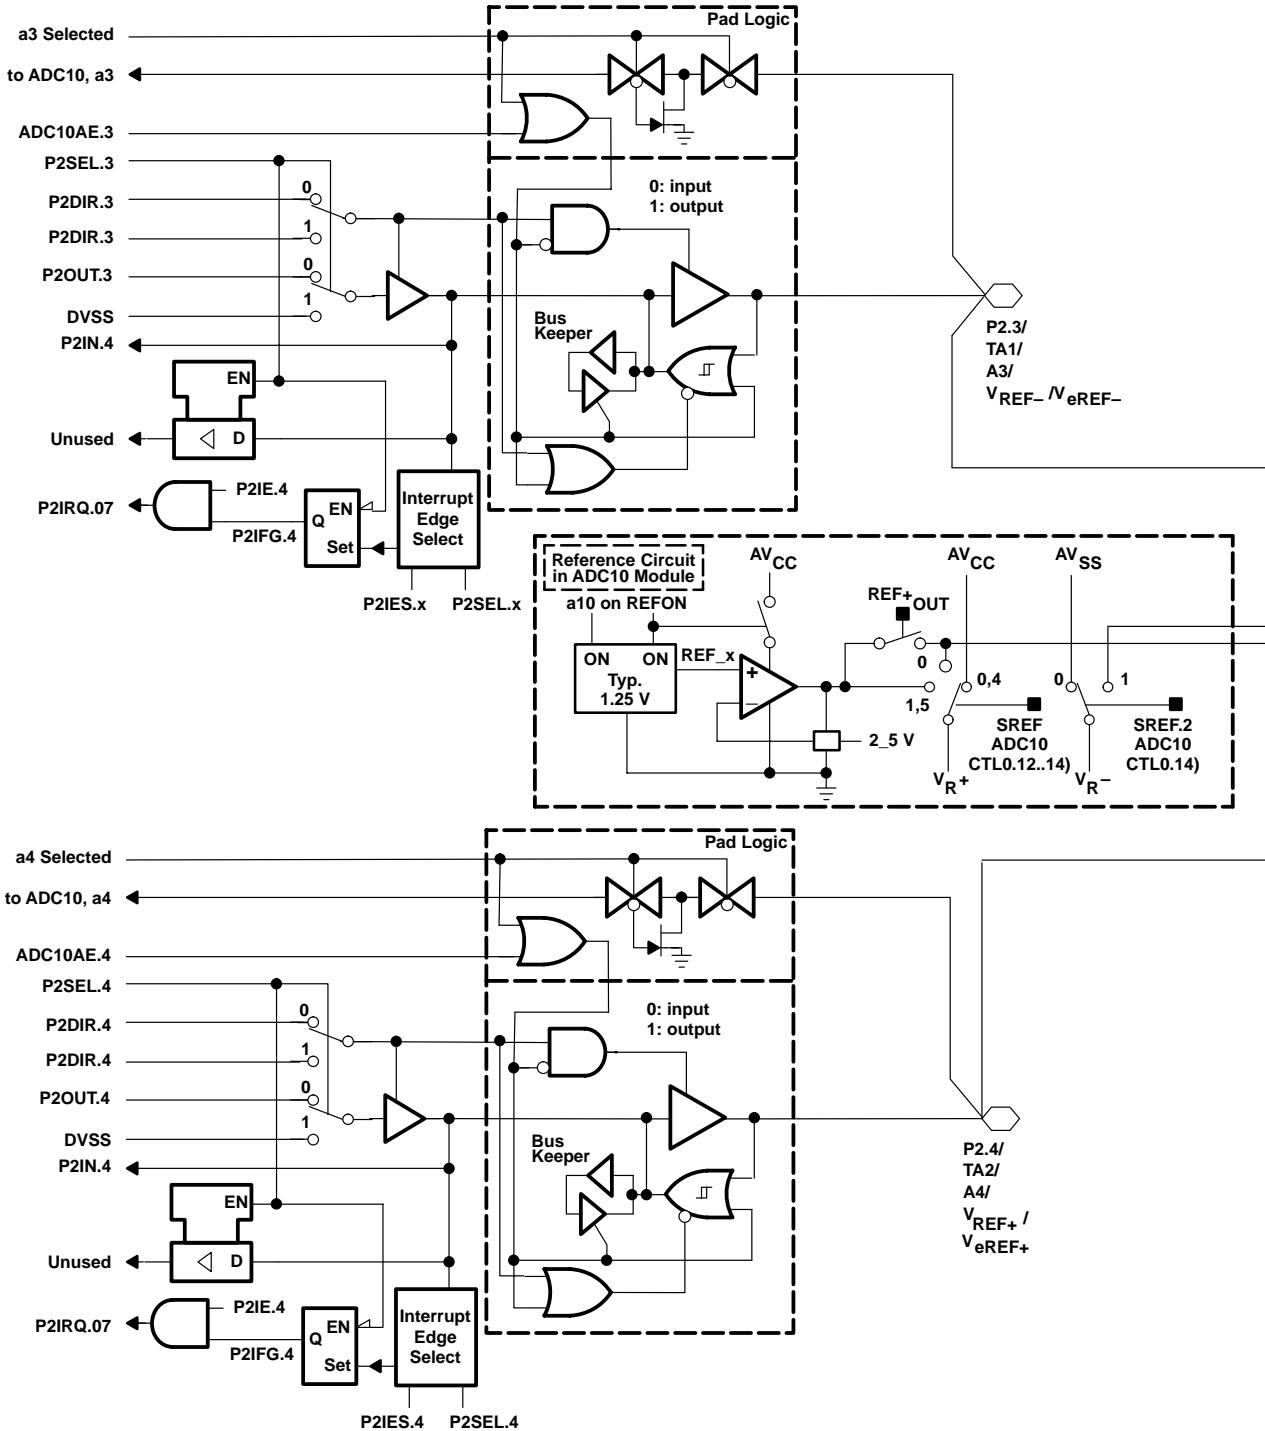 Pad Logic
a3 Selected
to ADC10, a3
ADC10AE.3
P2SEL.3
0
P2DIR.3
P2DIR.3
1
0: input
1: output
P2OUT.3
0
1
DVSS
P2IN.4
Bus
Keeper
EN
Unused
D
P2.3/
TA1/
A3/
VREF– /VeREF–
P2IRQ.07
P2IE.4
P2IFG.4
Q
EN
Set
Interrupt
Edge
Select
P2IES.x
P2SEL.x
Reference Circuit
in ADC10 Module
a10 on REFON
ON ON
Typ.
1.25 V
REF_x
+
–
AVCC
2_5 V
REF+OUT
AVCC
AVSS
0
0,4
1,5
0
1
SREF
ADC10
CTL0.12..14)
SREF.2
ADC10
CTL0.14)
VR+
VR–
Pad Logic
a4 Selected
to ADC10, a4
ADC10AE.4
P2SEL.4
0
P2DIR.4
P2DIR.4
1
0: input
1: output
P2OUT.4
0
1
DVSS
P2IN.4
Bus
Keeper
EN
Unused
D
P2.4/
TA2/
A4/
VREF+ /
VeREF+
P2IRQ.07
P2IE.4
P2IFG.4
Q
EN
Set
Interrupt
Edge
Select
P2IES.4
P2SEL.4